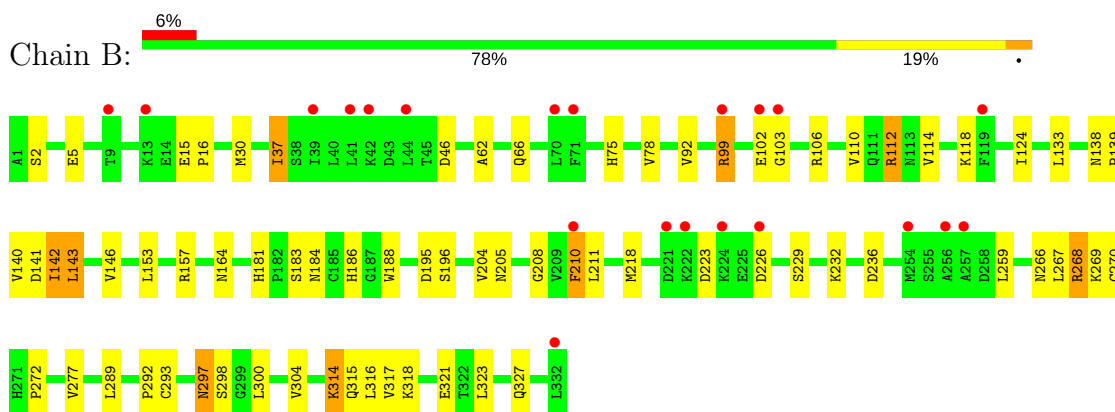 6%
Chain B:
78% 19% •
A1 S2 E5 T9 K13 E14 E15 P16 M30 I37 S38 I39 L40 L41 K42 D43 L44 T45 D46 A62 Q66 L70 F71 H75 V78 V92 R99 E102 G103 R106 V110 Q111 R112 N113 V114 K118 F119 I124 L133 N138
V140 D141 I142 L143 V146 L153 R157 N164 H181 P182 S183 N184 C185 H186 G187 W188 D195 S196 V204 N205 G208 V209 F210 L211 M218 D221 K222 D223 K224 E225 D226 S229 K232 D236 M254 S255 A256 A257 D258 L259 N266 L267 R268 K269
H271 P272 V277 L289 P292 C293 N297 S298 G299 L300 V304 K314 Q315 L316 V317 K318 E321 T322 L323 Q327 L332